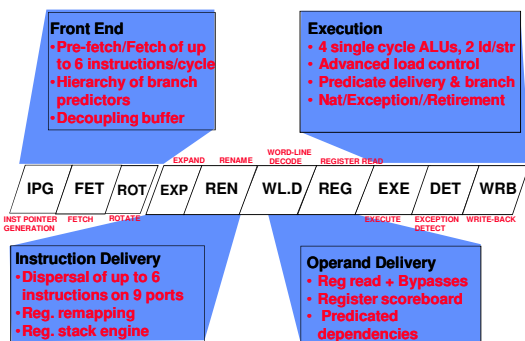 Front End
•Pre-fetch/Fetch of up
to 6 instructions/cycle
•Hierarchy of branch
predictors
•Decoupling buffer
Execution
• 4 single cycle ALUs, 2 ld/str
• Advanced load control
• Predicate delivery & branch
• Nat/Exception//Retirement
EXPAND
RENAME
WORD-LINE
DECODE
REGISTER READ
IPG
FET
ROT
EXP
REN
WL.D
REG
EXE
DET
WRB
INST POINTER
GENERATION
FETCH
ROTATE
EXECUTE
EXCEPTION
DETECT
WRITE-BACK
Instruction Delivery
•Dispersal of up to 6
instructions on 9 ports
•Reg. remapping
•Reg. stack engine
Operand Delivery
• Reg read + Bypasses
• Register scoreboard
• Predicated
dependencies